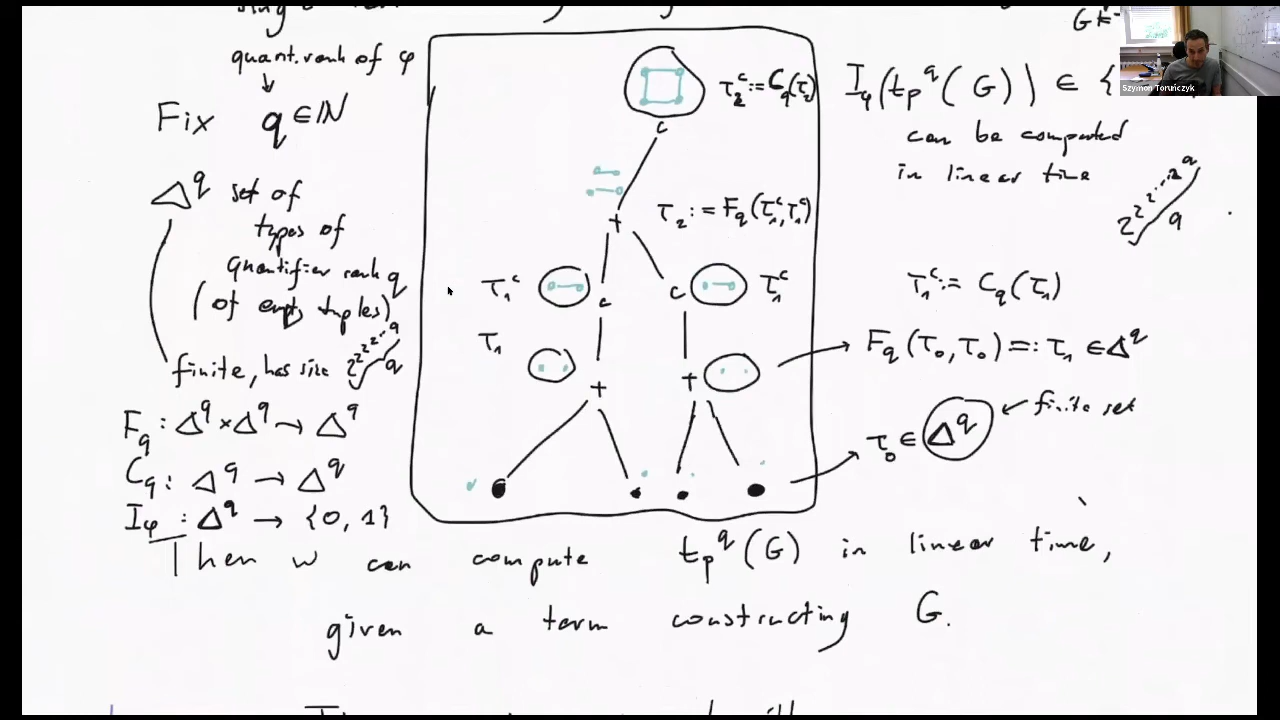 quant. rank of φ
↓
Fix q ∈ ℕ
Δ^q set of
types of
quantifier rank q
(of empty tuples)
finite, has size 2^2^2^2^...^q q
F_q : Δ^q × Δ^q → Δ^q
C_q : Δ^q → Δ^q
I_φ : Δ^q → {0, 1}
τ_2^c := C_q(τ_2)
c
+
τ_2 := F_q(τ_1^c, τ_1^c)
τ_1^c
c
c
τ_1^c
τ_1
+
+
G ⊨
Szymon Toruńczyk
I_φ(tp^q(G)) ∈ {
can be computed
in linear time
2^2^2^...^2^q q
τ_1^c := C_q(τ_1)
F_q(τ_0, τ_0) =: τ_1 ∈ Δ^q
← finite set
τ_0 ∈ Δ^q
Then w can compute tp^q(G) in linear time,
given a term constructing G.